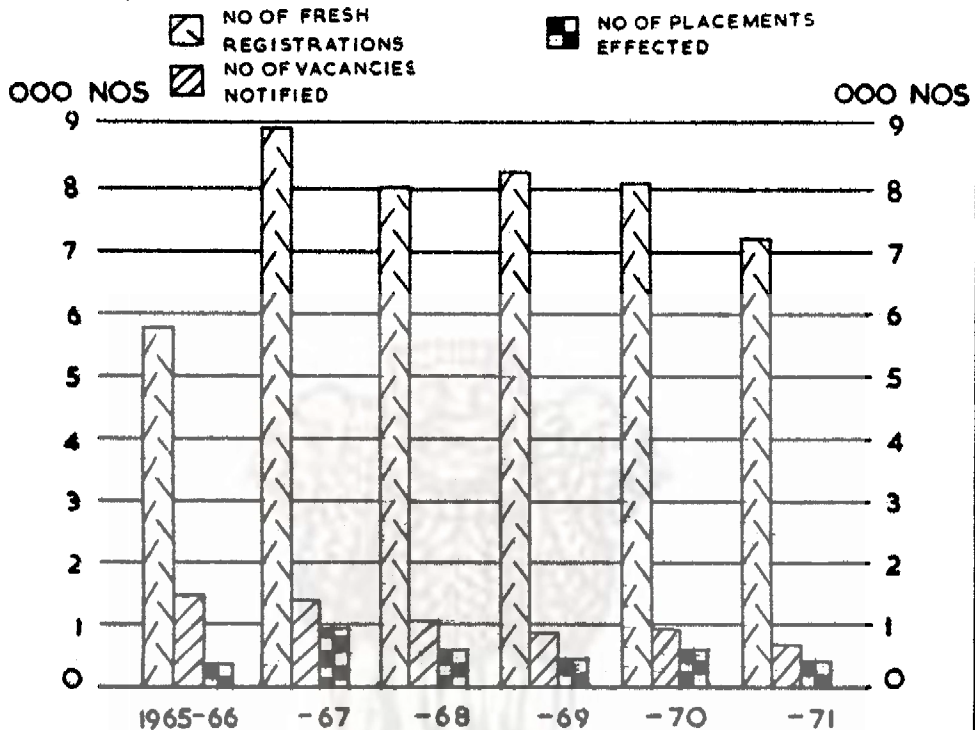 NO OF FRESH
REGISTRATIONS
NO OF VACANCIES
NOTIFIED
NO OF PLACEMENTS
EFFECTED
000 NOS
000 NOS
9 9
8 8
7 7
6 6
5 5
4 4
3 3
2 2
1 1
0 0
1965-66 -67 -68 -69 -70 -71